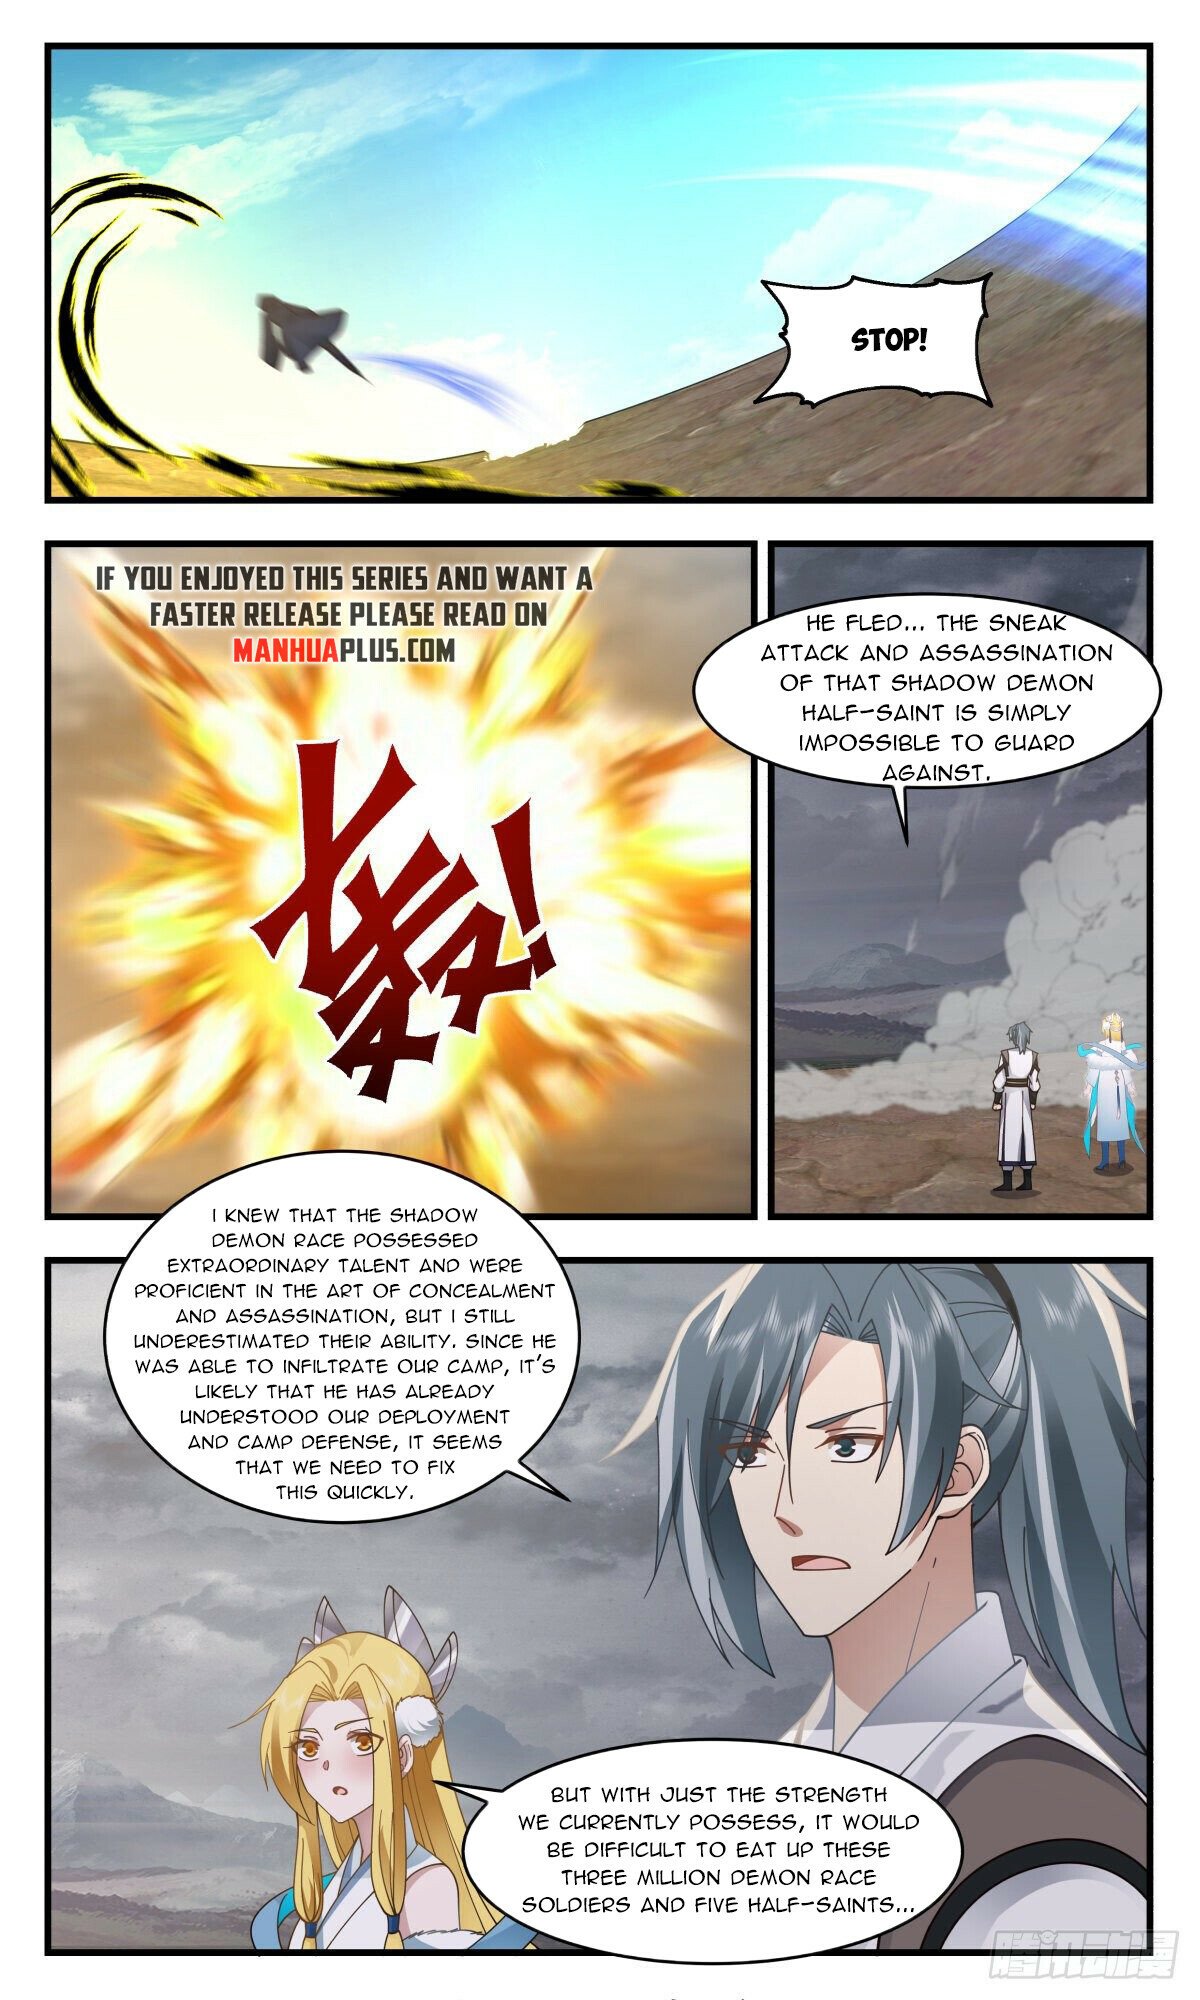 STOP!
IF YOU ENJOYED THIS SERIES AND WANT A
FASTER RELEASE PLEASE READ ON
MANHUAPLUS.COM
HE FLED... THE SNEAK
ATTACK AND ASSASSINATION
OF THAT SHADOW DEMON
HALF-SAINT IS SIMPLY
IMPOSSIBLE TO GUARD
AGAINST.
I KNEW THAT THE SHADOW
DEMON RACE POSSESSED
EXTRAORDINARY TALENT AND WERE
PROFICIENT IN THE ART OF CONCEALMENT
AND ASSASSINATION, BUT I STILL
UNDERESTIMATED THEIR ABILITY. SINCE HE
WAS ABLE TO INFILTRATE OUR CAMP, IT'S
LIKELY THAT HE HAS ALREADY
UNDERSTOOD OUR DEPLOYMENT
AND CAMP DEFENSE, IT SEEMS
THAT WE NEED TO FIX
THIS QUICKLY.
BUT WITH JUST THE STRENGTH
WE CURRENTLY POSSESS, IT WOULD
BE DIFFICULT TO EAT UP THESE
THREE MILLION DEMON RACE
SOLDIERS AND FIVE HALF-SAINTS...
腾讯动漫